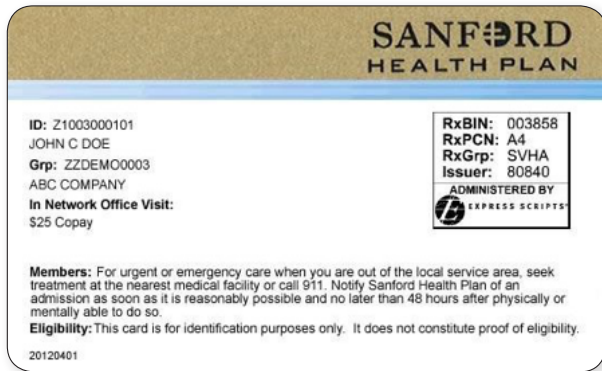 SANFORD
HEALTH PLAN
ID: Z1003000101
JOHN C DOE
Grp: ZZDEMO0003
ABC COMPANY
In Network Office Visit:
$25 Copay
RxBIN: 003858
RxPCN: A4
RxGrp: SVHA
Issuer: 80840
ADMINISTERED BY
EXPRESS SCRIPTS®
Members: For urgent or emergency care when you are out of the local service area, seek
treatment at the nearest medical facility or call 911. Notify Sanford Health Plan of an
admission as soon as it is reasonably possible and no later than 48 hours after physically or
mentally able to do so.
Eligibility: This card is for identification purposes only. It does not constitute proof of eligibility.
20120401